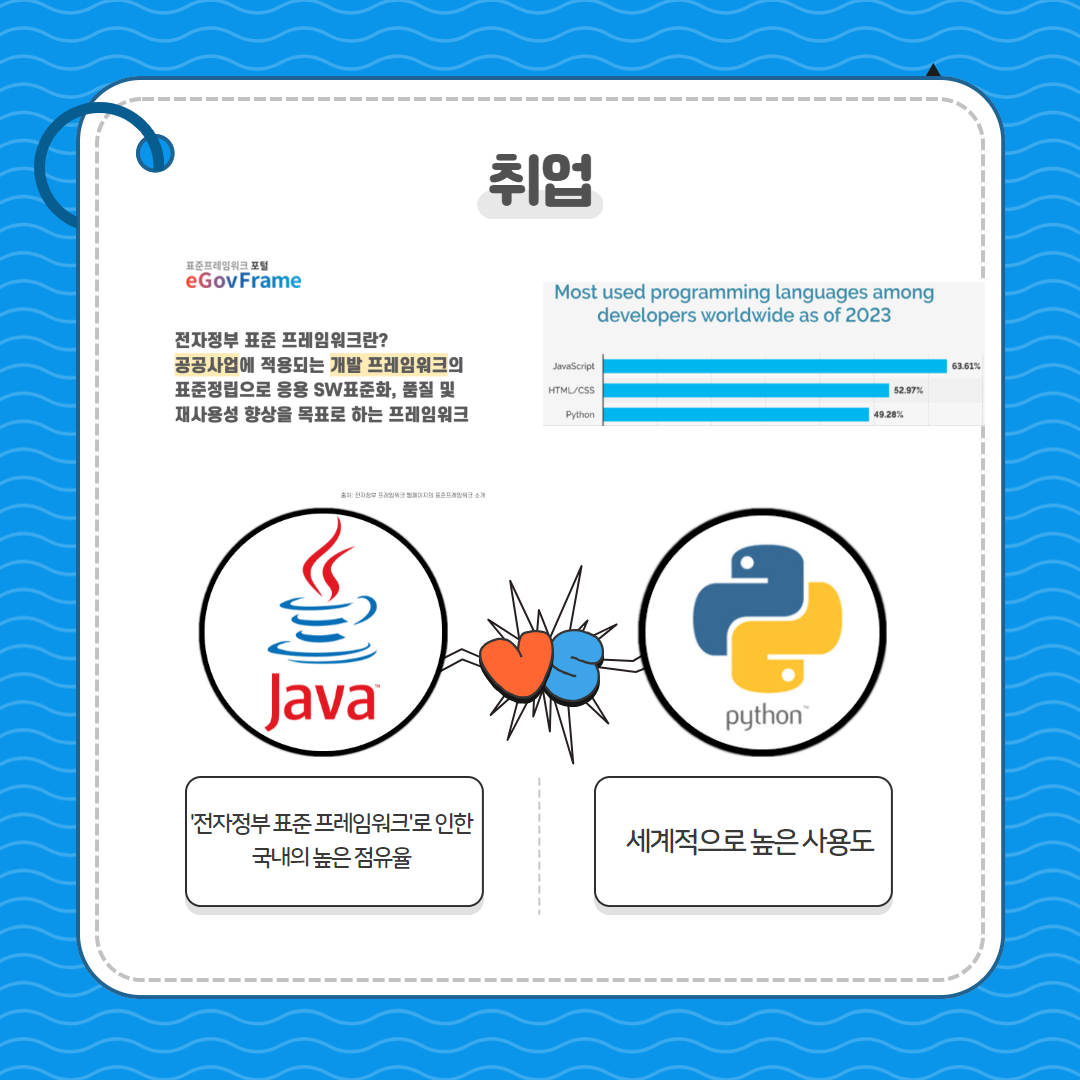 취업
표준프레임워크 포털
eGovFrame
전자정부 표준 프레임워크란?
공공사업에 적용되는 개발 프레임워크의
표준정립으로 응용 SW표준화, 품질 및
재사용성 향상을 목표로 하는 프레임워크
출처: 전자정부 프레임워크 웹페이지의 표준프레임워크 소개
Most used programming languages among
developers worldwide as of 2023
JavaScript 63.61%
HTML/CSS 52.97%
Python 49.28%
Java™
VS
python™
'전자정부 표준 프레임워크'로 인한
국내의 높은 점유율
세계적으로 높은 사용도